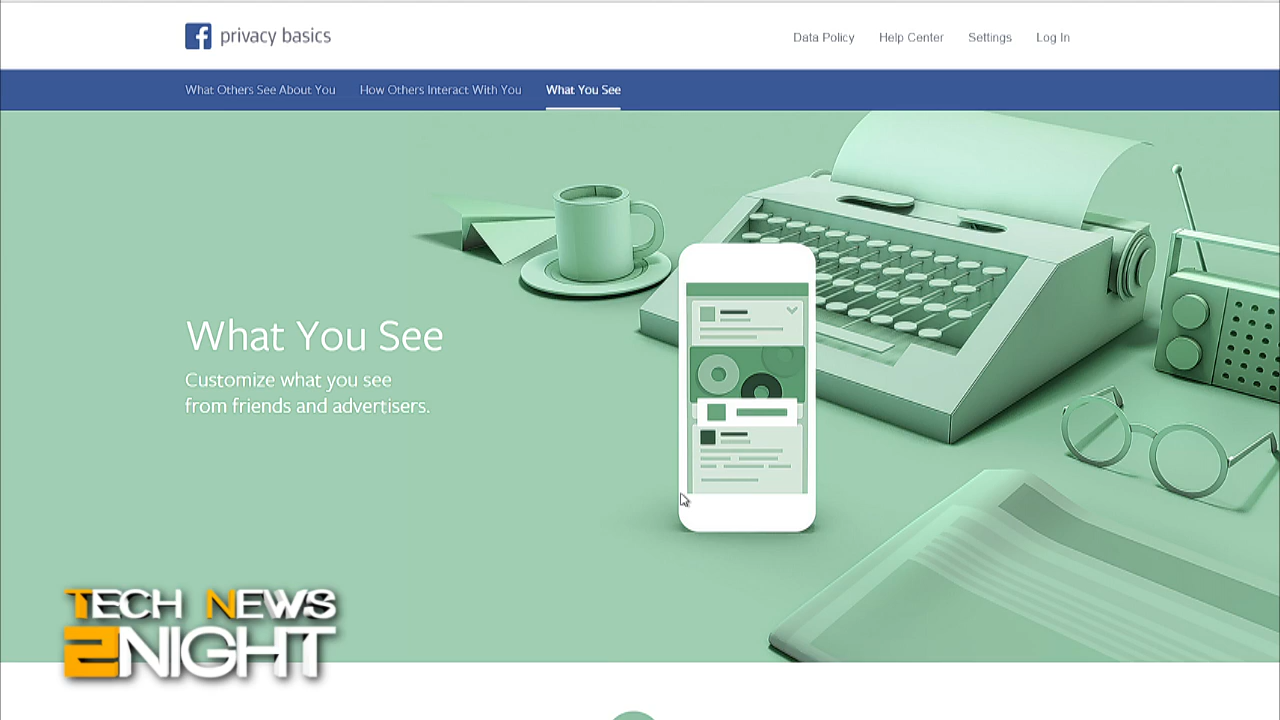 f privacy basics
Data Policy Help Center Settings Log In
What Others See About You How Others Interact With You What You See
What You See
Customize what you see
from friends and advertisers.
TECH NEWS
2NIGHT